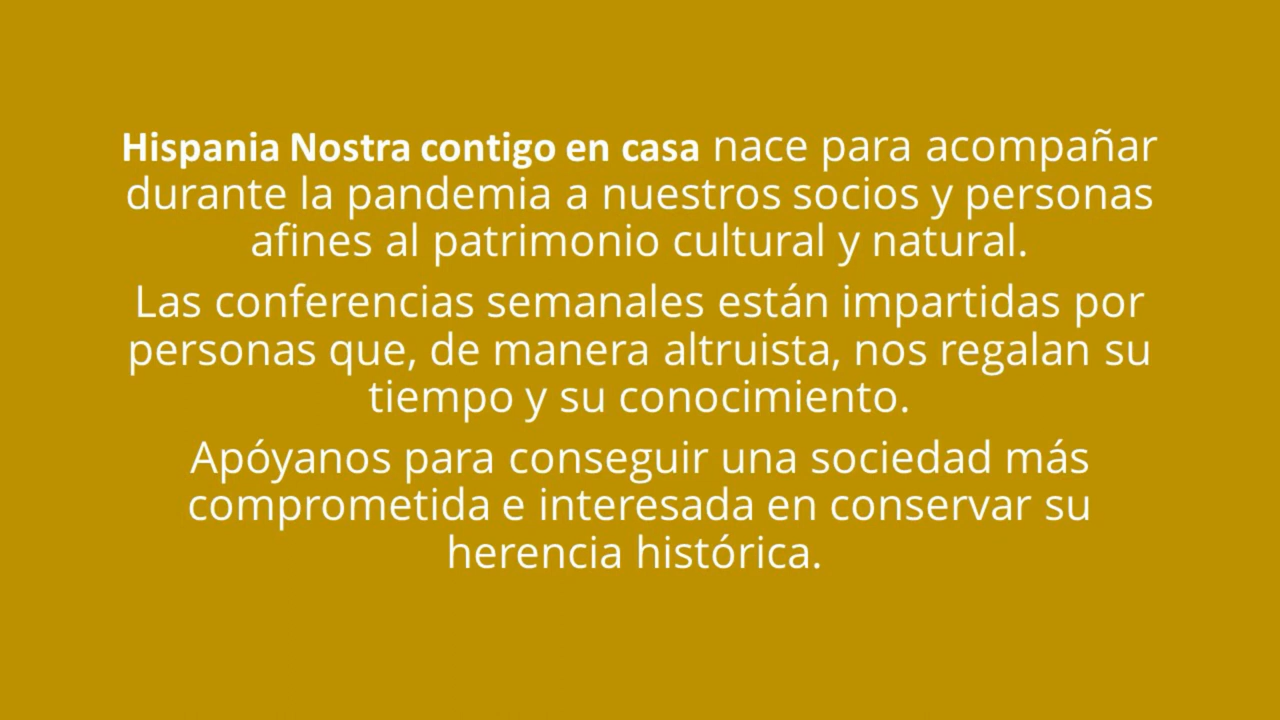 Hispania Nostra contigo en casa nace para acompañar
durante la pandemia a nuestros socios y personas
afines al patrimonio cultural y natural.
Las conferencias semanales están impartidas por
personas que, de manera altruista, nos regalan su
tiempo y su conocimiento.
Apóyanos para conseguir una sociedad más
comprometida e interesada en conservar su
herencia histórica.